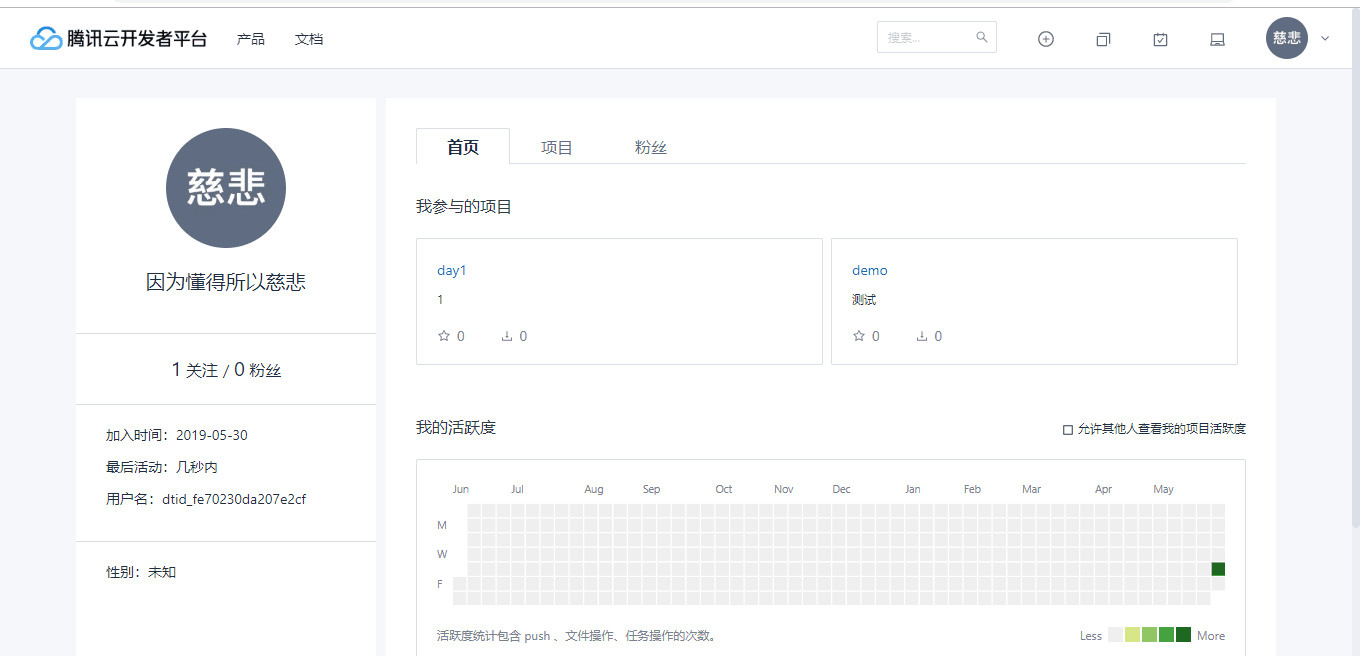 腾讯云开发者平台 产品 文档 搜索... 慈悲
慈悲
因为懂得所以慈悲
1 关注 / 0 粉丝
加入时间：2019-05-30
最后活动：几秒内
用户名：dtid_fe70230da207e2cf
性别：未知
首页 项目 粉丝
我参与的项目
day1
1
0 0
demo
测试
0 0
我的活跃度 允许其他人查看我的项目活跃度
Jun Jul Aug Sep Oct Nov Dec Jan Feb Mar Apr May
M
W
F
活跃度统计包含 push 、文件操作、任务操作的次数。 Less More